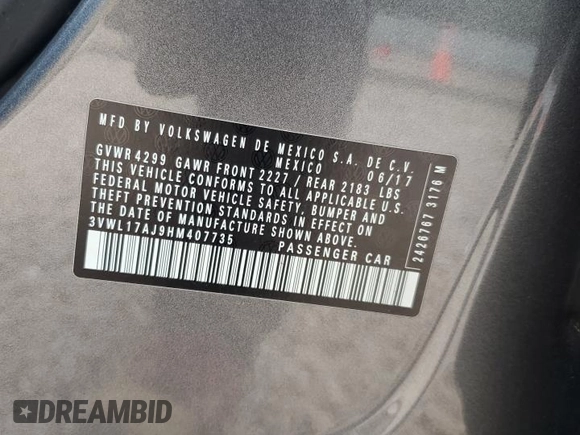 MFD BY VOLKSWAGEN DE MEXICO S.A. DE C.V.
MEXICO 06/17
GVWR 4299 GAWR FRONT 2227 / REAR 2183 LBS
THIS VEHICLE CONFORMS TO ALL APPLICABLE U.S.
FEDERAL MOTOR VEHICLE SAFETY, BUMPER AND
THEFT PREVENTION STANDARDS IN EFFECT ON
THE DATE OF MANUFACTURE SHOWN ABOVE.
3VWL17AJ9HM407735 PASSENGER CAR
2426767 3176 M
DREAMBID